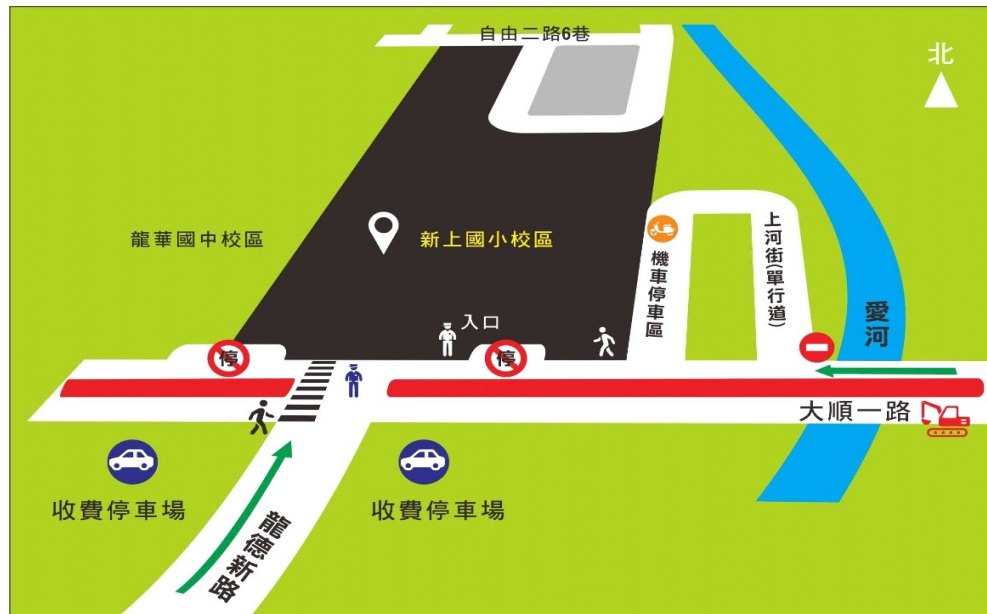 自由二路6巷
北
龍華國中校區
新上國小校區
機車停車區
上河街(單行道)
愛河
入口
停
停
大順一路
收費停車場
收費停車場
龍德新路